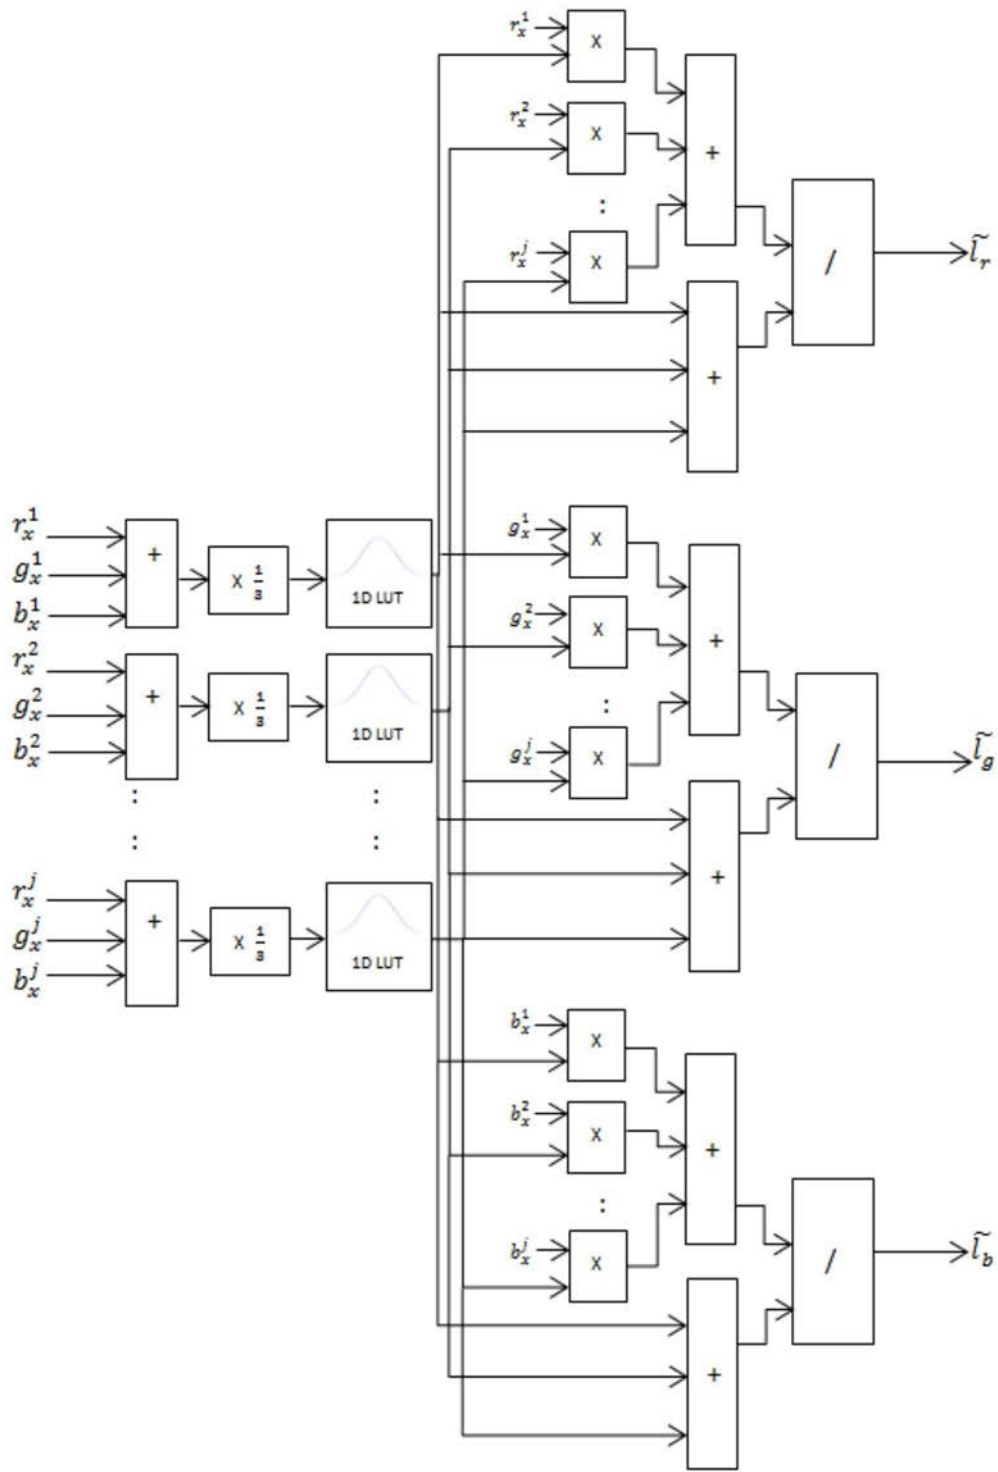 r_x^1
X
r_x^2
X
+
:
r_x^j
X
/
l̃_r
+
r_x^1
g_x^1
b_x^1
+
X 1/3
1D LUT
r_x^2
g_x^2
b_x^2
+
X 1/3
1D LUT
:
:
:
:
r_x^j
g_x^j
b_x^j
+
X 1/3
1D LUT
g_x^1
X
g_x^2
X
+
:
g_x^j
X
/
l̃_g
+
b_x^1
X
b_x^2
X
+
:
b_x^j
X
/
l̃_b
+